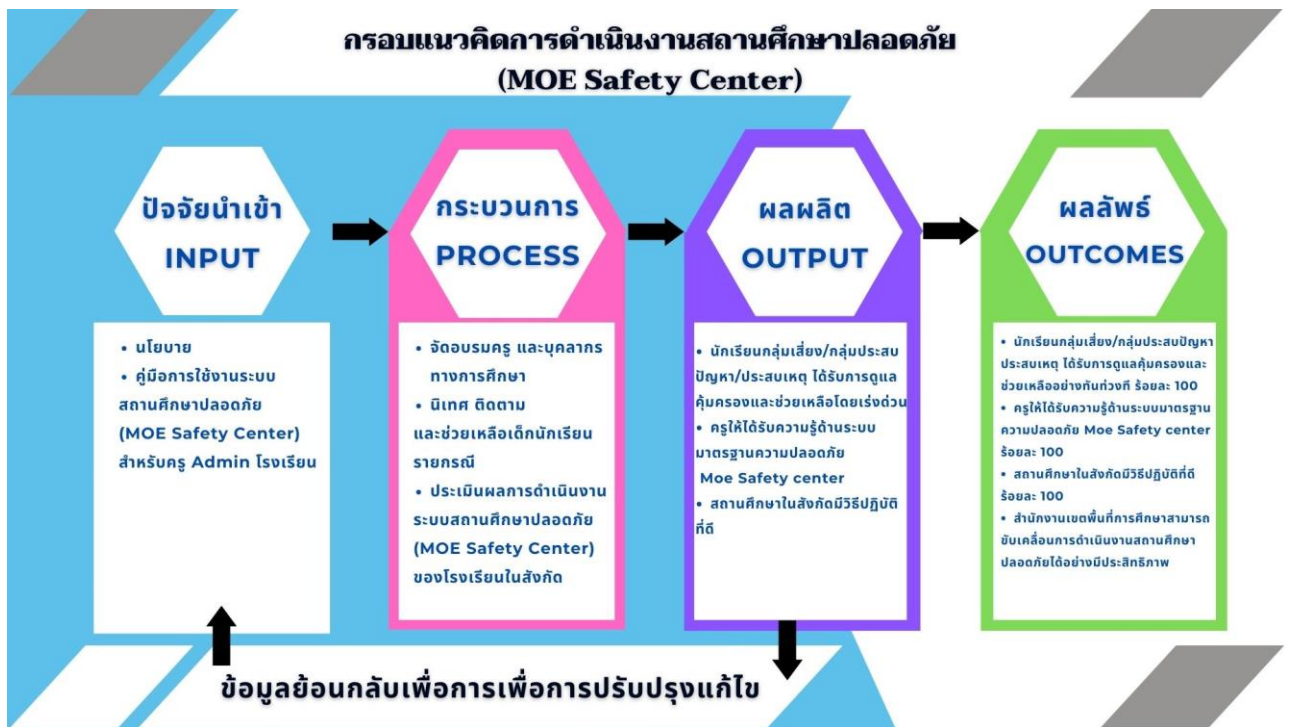 กรอบแนวคิดการดำเนินงานสถานศึกษาปลอดภัย
(MOE Safety Center)
ปัจจัยนำเข้า
INPUT
• นโยบาย
• คู่มือการใช้งานระบบ
สถานศึกษาปลอดภัย
(MOE Safety Center)
สำหรับครู Admin โรงเรียน
กระบวนการ
PROCESS
• จัดอบรมครู และบุคลากร
ทางการศึกษา
• นิเทศ ติดตาม
และช่วยเหลือเด็กนักเรียน
รายกรณี
• ประเมินผลการดำเนินงาน
ระบบสถานศึกษาปลอดภัย
(MOE Safety Center)
ของโรงเรียนในสังกัด
ผลผลิต
OUTPUT
• นักเรียนกลุ่มเสี่ยง/กลุ่มประสบ
ปัญหา/ประสบเหตุ ได้รับการดูแล
คุ้มครองและช่วยเหลือโดยเร่งด่วน
• ครูให้ได้รับความรู้ด้านระบบ
มาตรฐานความปลอดภัย
Moe Safety center
• สถานศึกษาในสังกัดมีวิธีปฏิบัติ
ที่ดี
ผลลัพธ์
OUTCOMES
• นักเรียนกลุ่มเสี่ยง/กลุ่มประสบปัญหา
ประสบเหตุ ได้รับการดูแลคุ้มครองและ
ช่วยเหลืออย่างทันท่วงที ร้อยละ 100
• ครูให้ได้รับความรู้ด้านระบบมาตรฐาน
ความปลอดภัย Moe Safety center
ร้อยละ 100
• สถานศึกษาในสังกัดมีวิธีปฏิบัติที่ดี
ร้อยละ 100
• สำนักงานเขตพื้นที่การศึกษาสามารถ
ขับเคลื่อนการดำเนินงานสถานศึกษา
ปลอดภัยได้อย่างมีประสิทธิภาพ
ข้อมูลย้อนกลับเพื่อการเพื่อการปรับปรุงแก้ไข